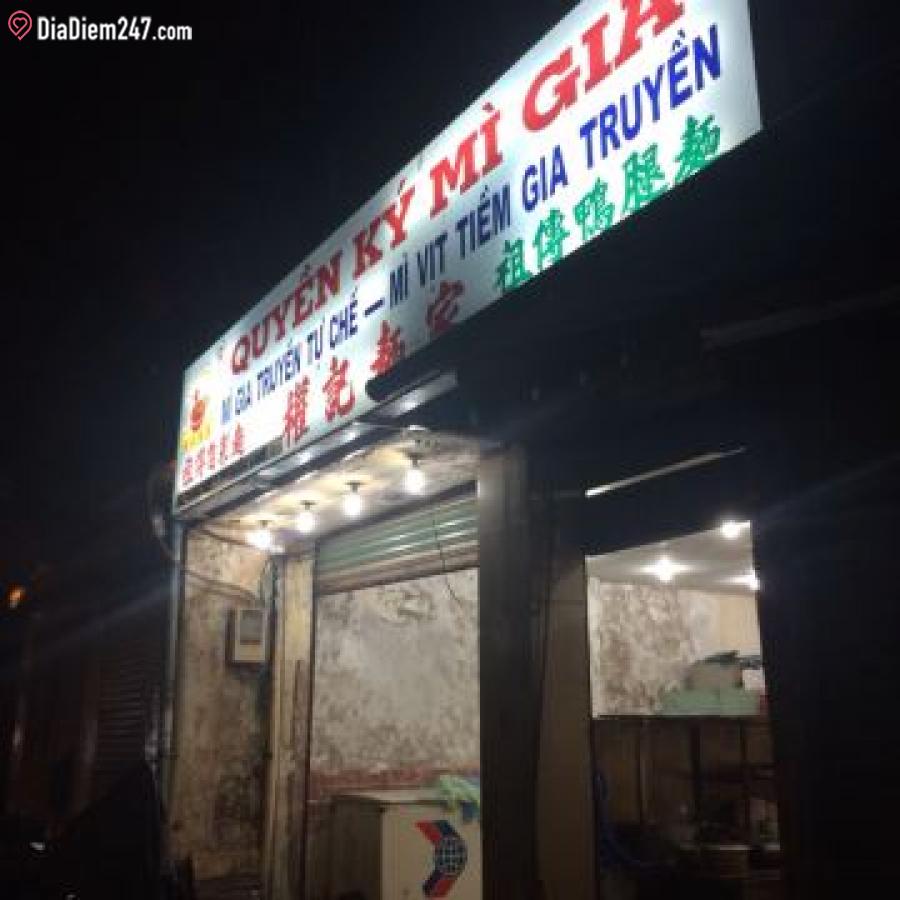 DiaDiem247.com
QUYỀN KÝ MÌ GIA
MÌ GIA TRUYỀN TỰ CHẾ — MÌ VỊT TIỀM GIA TRUYỀN
權記麵家 祖傳鴨腿麵